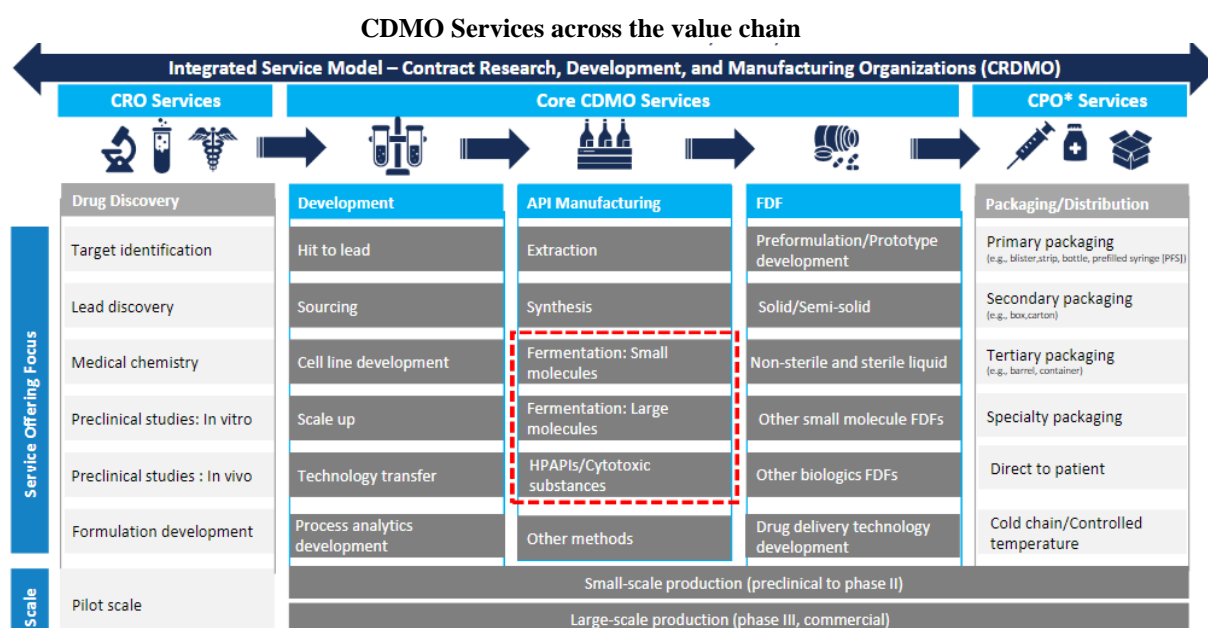 CDMO Services across the value chain
Integrated Service Model – Contract Research, Development, and Manufacturing Organizations (CRDMO)
CRO Services
Core CDMO Services
CPO* Services
Drug Discovery
Development
API Manufacturing
FDF
Packaging/Distribution
Service Offering Focus
Target identification
Hit to lead
Extraction
Preformulation/Prototype
development
Primary packaging
(e.g., blister,strip, bottle, prefilled syringe [PFS])
Lead discovery
Sourcing
Synthesis
Solid/Semi-solid
Secondary packaging
(e.g., box,carton)
Medical chemistry
Cell line development
Fermentation: Small
molecules
Non-sterile and sterile liquid
Tertiary packaging
(e.g., barrel, container)
Preclinical studies: In vitro
Scale up
Fermentation: Large
molecules
Other small molecule FDFs
Specialty packaging
Preclinical studies : In vivo
Technology transfer
HPAPIs/Cytotoxic
substances
Other biologics FDFs
Direct to patient
Formulation development
Process analytics
development
Other methods
Drug delivery technology
development
Cold chain/Controlled
temperature
Scale
Pilot scale
Small-scale production (preclinical to phase II)
Large-scale production (phase III, commercial)